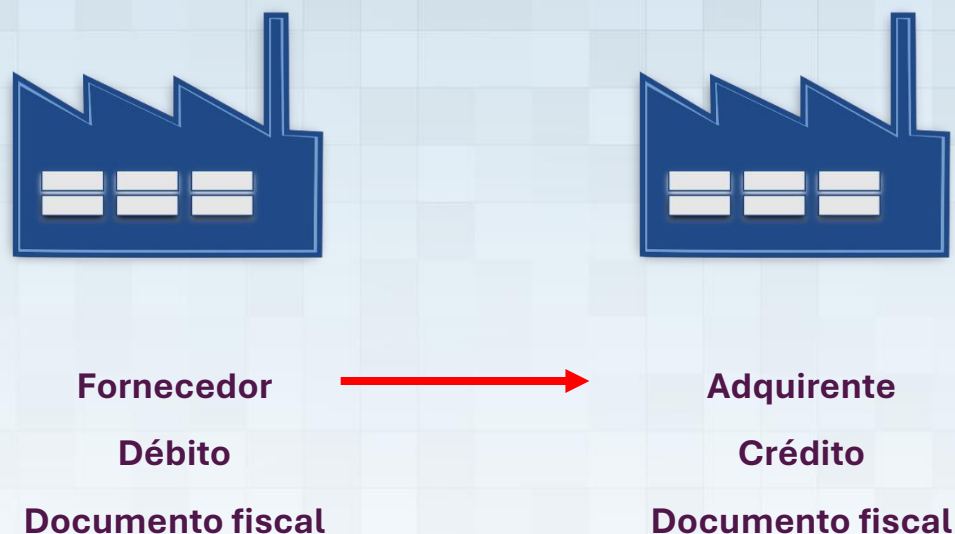 Fornecedor
Adquirente
Débito
Crédito
Documento fiscal
Documento fiscal